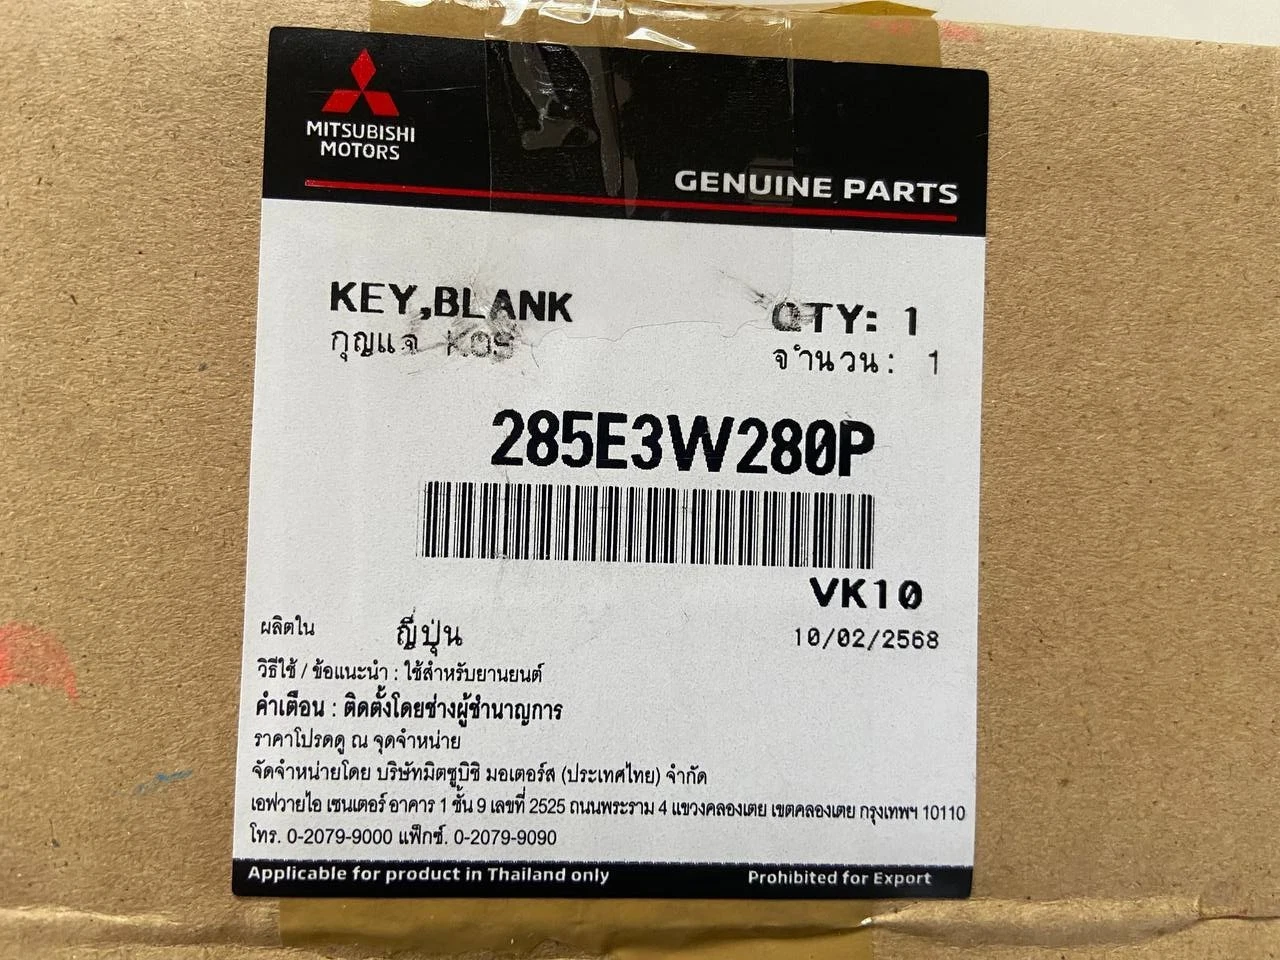 MITSUBISHI
MOTORS
GENUINE PARTS
KEY,BLANK
QTY: 1
กุญแจ KOS
จำนวน: 1
285E3W280P
VK10
ผลิตใน ญี่ปุ่น
10/02/2568
วิธีใช้ / ข้อแนะนำ : ใช้สำหรับยานยนต์
คำเตือน : ติดตั้งโดยช่างผู้ชำนาญการ
ราคาโปรดดู ณ จุดจำหน่าย
จัดจำหน่ายโดย บริษัทมิตซูบิชิ มอเตอร์ส (ประเทศไทย) จำกัด
เอฟวายไอ เซนเตอร์ อาคาร 1 ชั้น 9 เลขที่ 2525 ถนนพระราม 4 แขวงคลองเตย เขตคลองเตย กรุงเทพฯ 10110
โทร. 0-2079-9000 แฟ็กซ์. 0-2079-9090
Applicable for product in Thailand only
Prohibited for Export